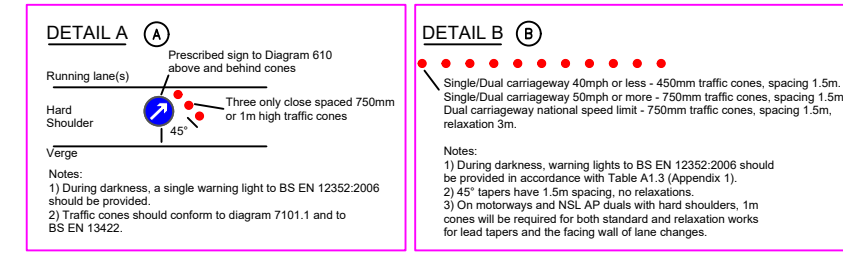 DETAIL A A
Prescribed sign to Diagram 610
above and behind cones
Running lane(s)
Three only close spaced 750mm
or 1m high traffic cones
Hard
Shoulder
45°
Verge
Notes:
1) During darkness, a single warning light to BS EN 12352:2006
should be provided.
2) Traffic cones should conform to diagram 7101.1 and to
BS EN 13422.
DETAIL B B
Single/Dual carriageway 40mph or less - 450mm traffic cones, spacing 1.5m.
Single/Dual carriageway 50mph or more - 750mm traffic cones, spacing 1.5m
Dual carriageway national speed limit - 750mm traffic cones, spacing 1.5m,
relaxation 3m.
Notes:
1) During darkness, warning lights to BS EN 12352:2006 should
be provided in accordance with Table A1.3 (Appendix 1).
2) 45° tapers have 1.5m spacing, no relaxations.
3) On motorways and NSL AP duals with hard shoulders, 1m
cones will be required for both standard and relaxation works
for lead tapers and the facing wall of lane changes.